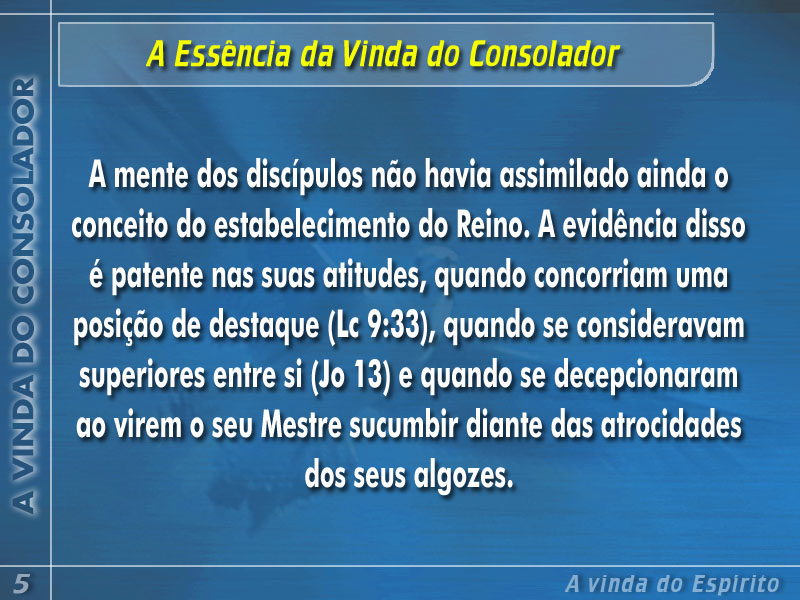 A Essência da Vinda do Consolador
A VINDA DO CONSOLADOR
A mente dos discípulos não havia assimilado ainda o
conceito do estabelecimento do Reino. A evidência disso
é patente nas suas atitudes, quando concorriam uma
posição de destaque (Lc 9:33), quando se consideravam
superiores entre si (Jo 13) e quando se decepcionaram
ao virem o seu Mestre sucumbir diante das atrocidades
dos seus algozes.
5
A vinda do Espírito